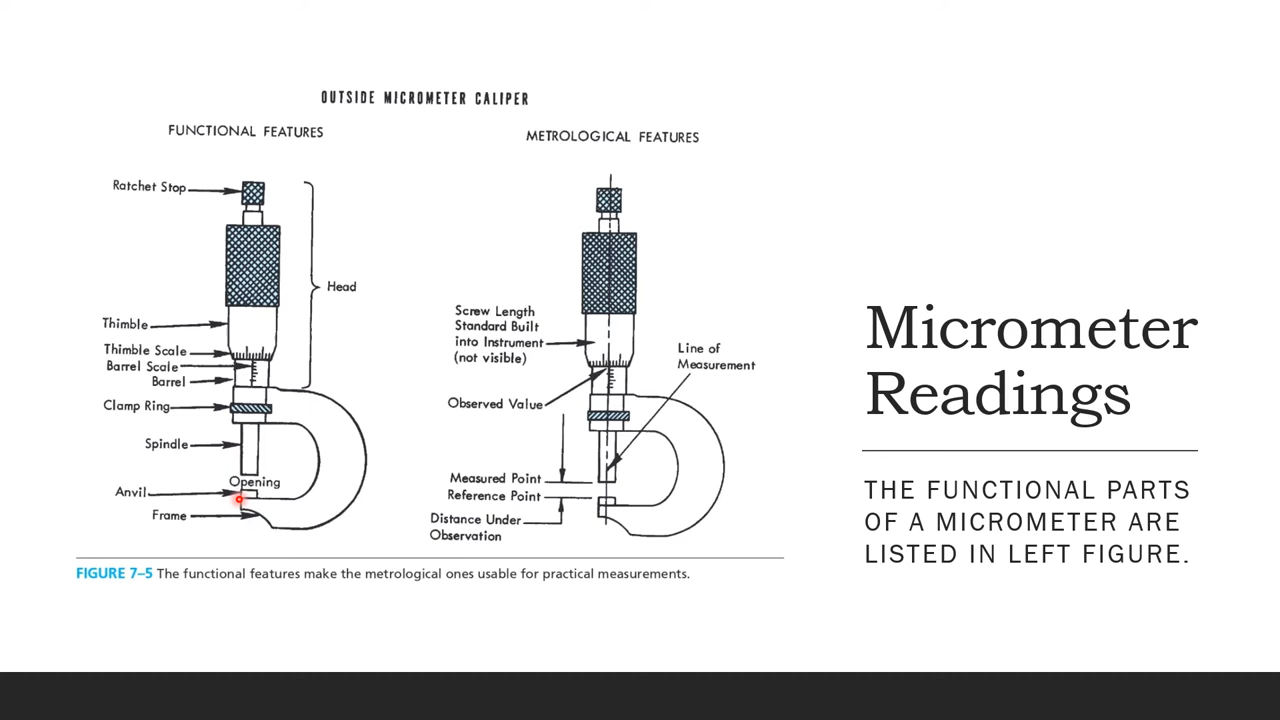 OUTSIDE MICROMETER CALIPER
FUNCTIONAL FEATURES
Ratchet Stop
Head
Thimble
Thimble Scale
Barrel Scale
Barrel
Clamp Ring
Spindle
Opening
Anvil
Frame
METROLOGICAL FEATURES
Screw Length
Standard Built
into Instrument
(not visible)
Line of
Measurement
Observed Value
Measured Point
Reference Point
Distance Under
Observation
FIGURE 7–5 The functional features make the metrological ones usable for practical measurements.
Micrometer
Readings
THE FUNCTIONAL PARTS
OF A MICROMETER ARE
LISTED IN LEFT FIGURE.